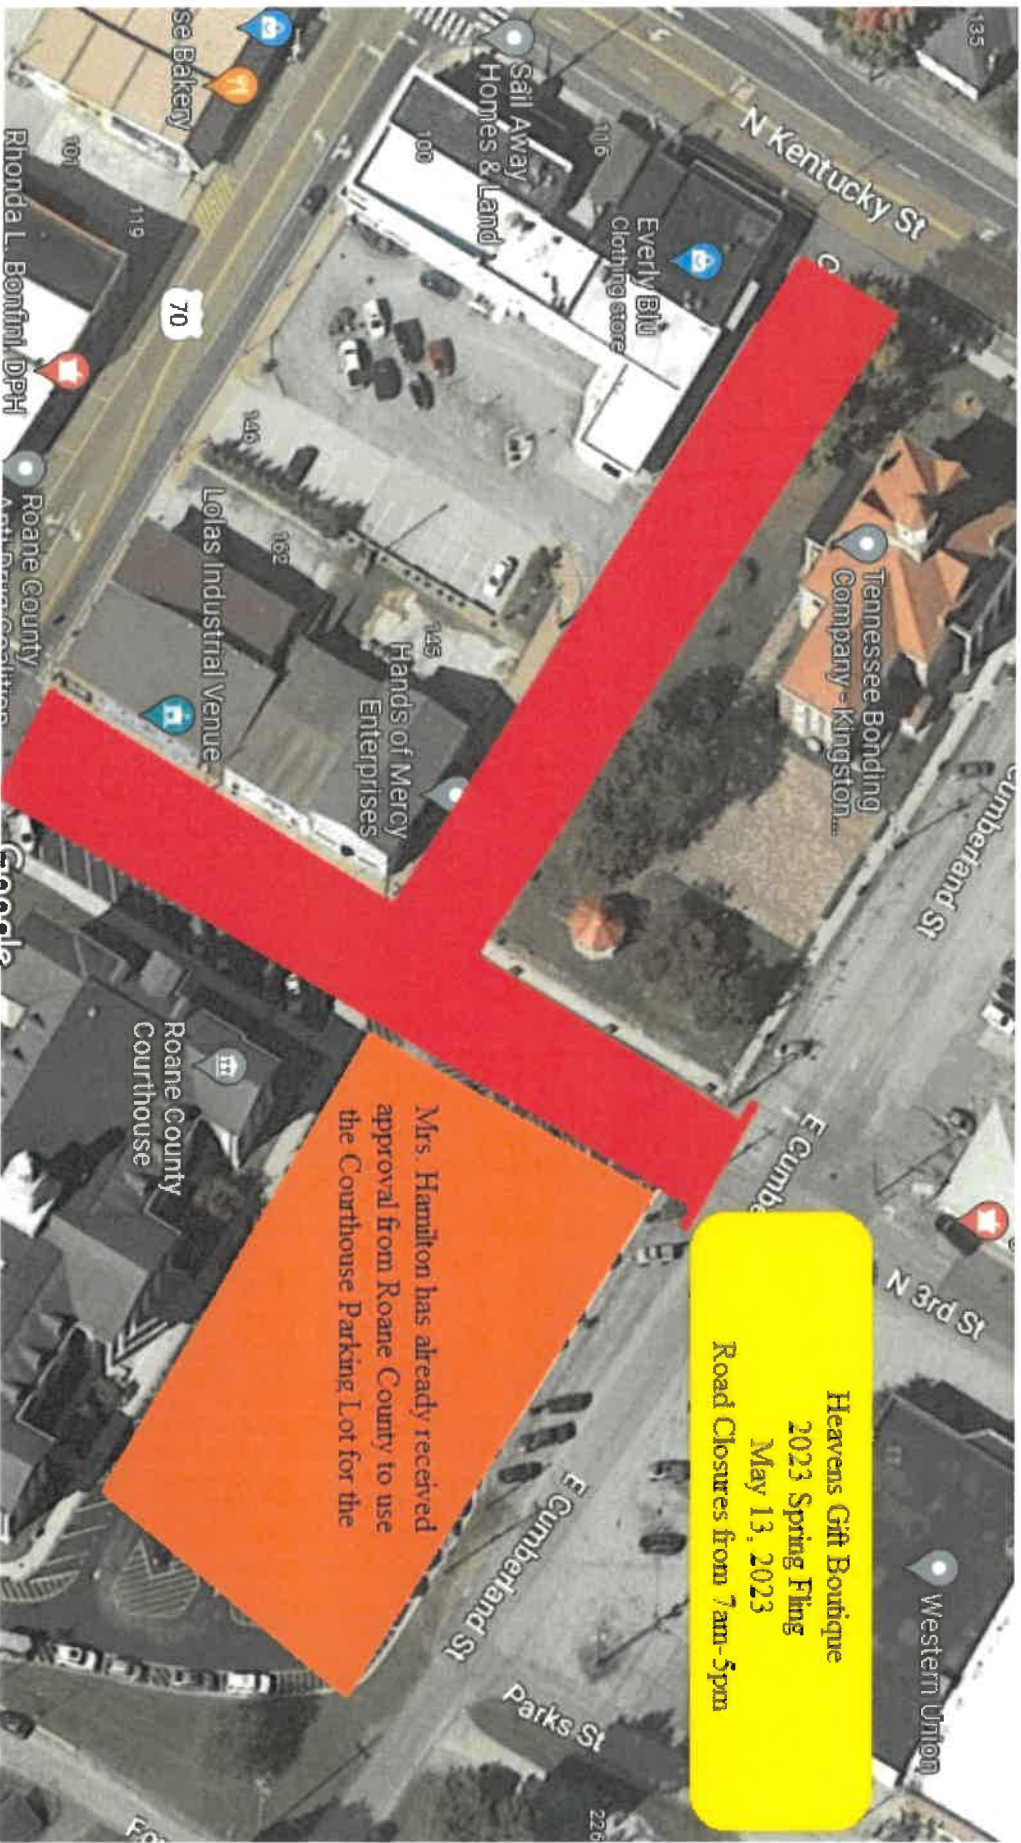 Heavens Gift Boutique
2023 Spring Fling
May 13, 2023
Road Closures from 7am-5pm
Western Union
N 3rd St
Cumberland St
135
N Kentucky St
Tennessee Bonding
Company - Kingston...
E Cumbe
Sail Away
Homes & Land
116
100
Everly Blu
Clothing store
se Bakery
101
119
Rhonda L. Bonfini, DPH
70
146
162
145
Hands of Mercy
Enterprises
Lolas Industrial Venue
Roane County
Google
Roane County
Courthouse
Mrs. Hamilton has already received
approval from Roane County to use
the Courthouse Parking Lot for the
E Cumberland St
Parks St
226